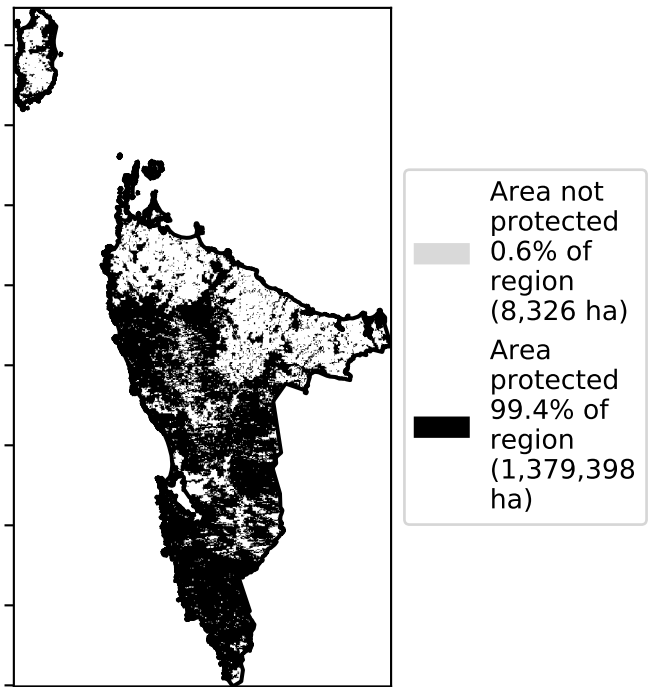 Area not
protected
0.6% of
region
(8,326 ha)
Area
protected
99.4% of
region
(1,379,398
ha)